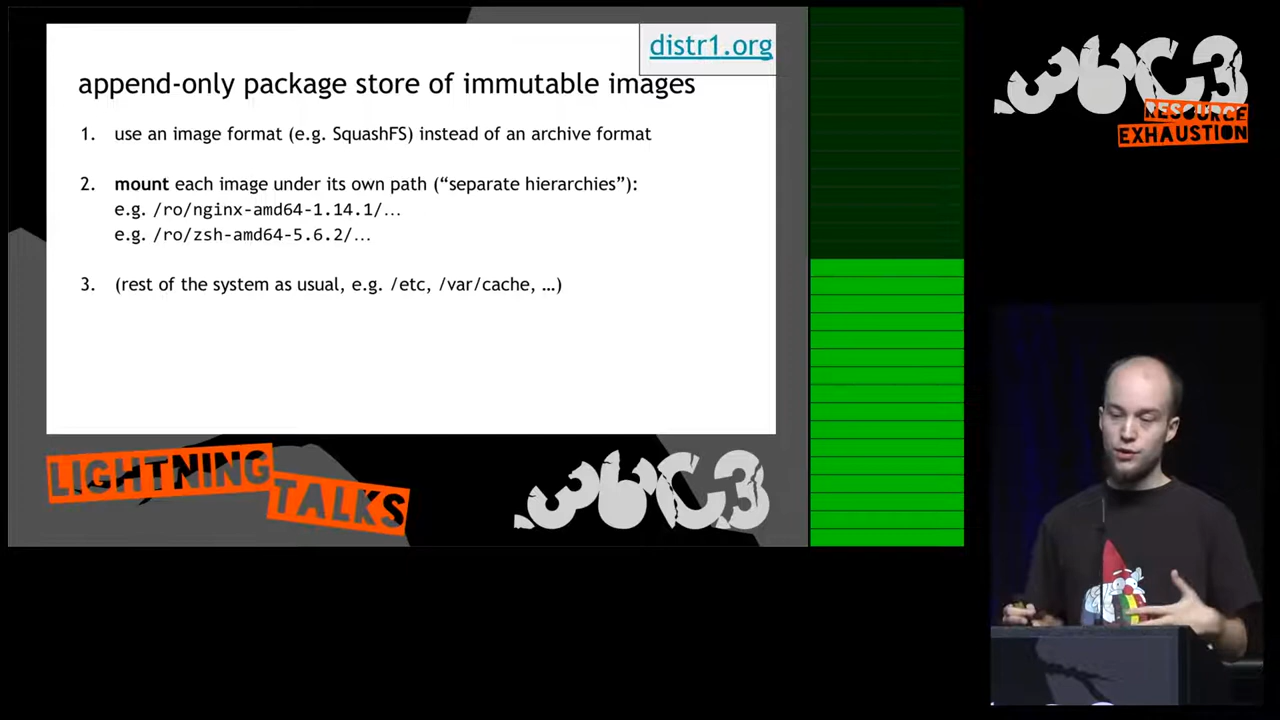 distr1.org
append-only package store of immutable images
1. use an image format (e.g. SquashFS) instead of an archive format
2. mount each image under its own path (“separate hierarchies”):
e.g. /ro/nginx-amd64-1.14.1/…
e.g. /ro/zsh-amd64-5.6.2/…
3. (rest of the system as usual, e.g. /etc, /var/cache, …)
LIGHTNING
TALKS
36C3
36C3
RESOURCE
EXHAUSTION